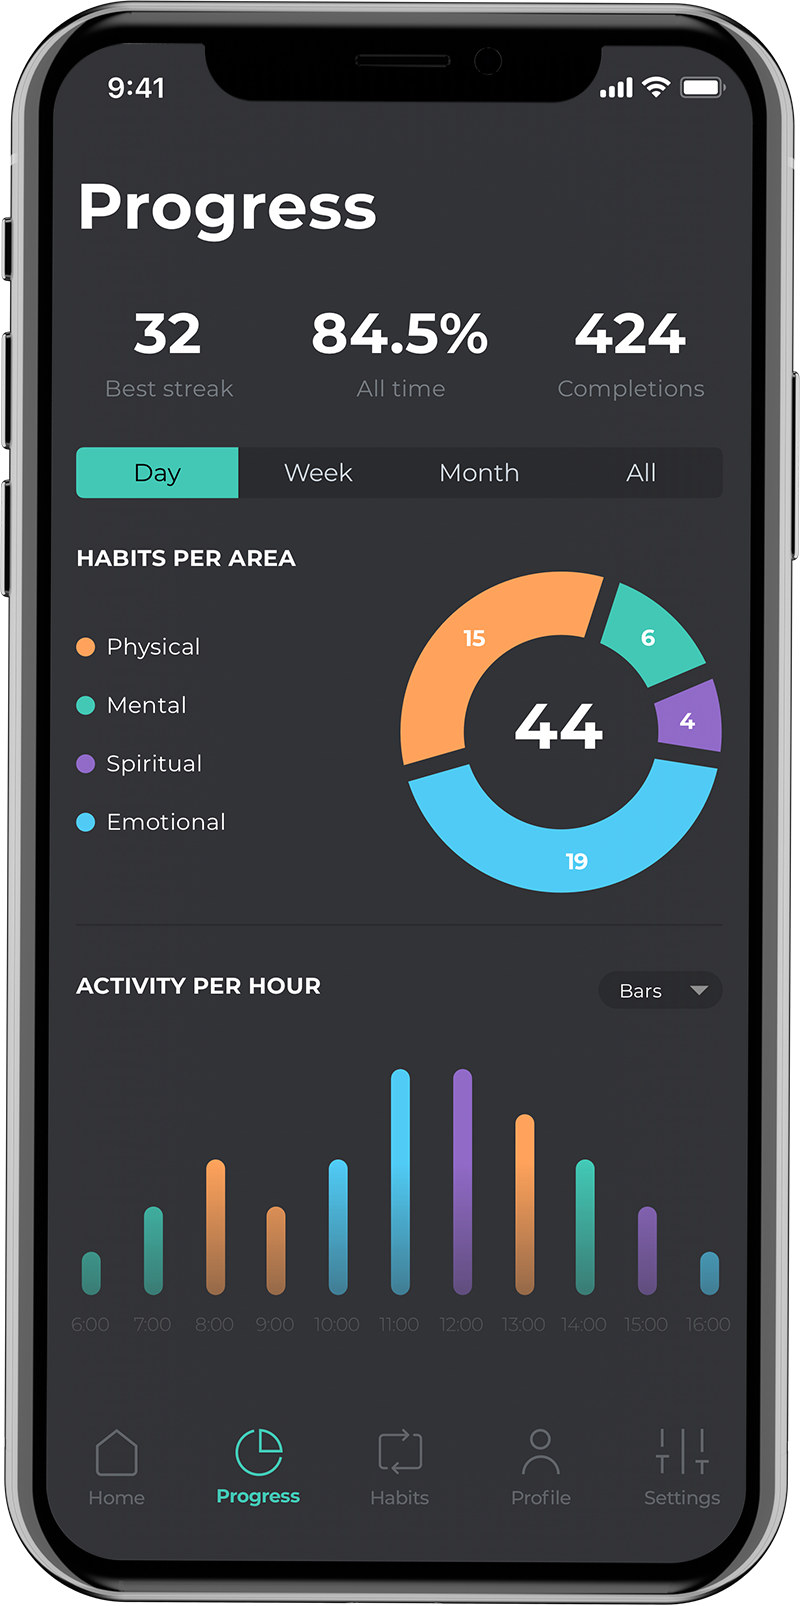 9:41
Progress
32 84.5% 424
Best streak All time Completions
Day Week Month All
HABITS PER AREA
Physical
Mental
Spiritual
Emotional
15
6
4
44
19
ACTIVITY PER HOUR
Bars
6:00 7:00 8:00 9:00 10:00 11:00 12:00 13:00 14:00 15:00 16:00
Home Progress Habits Profile Settings